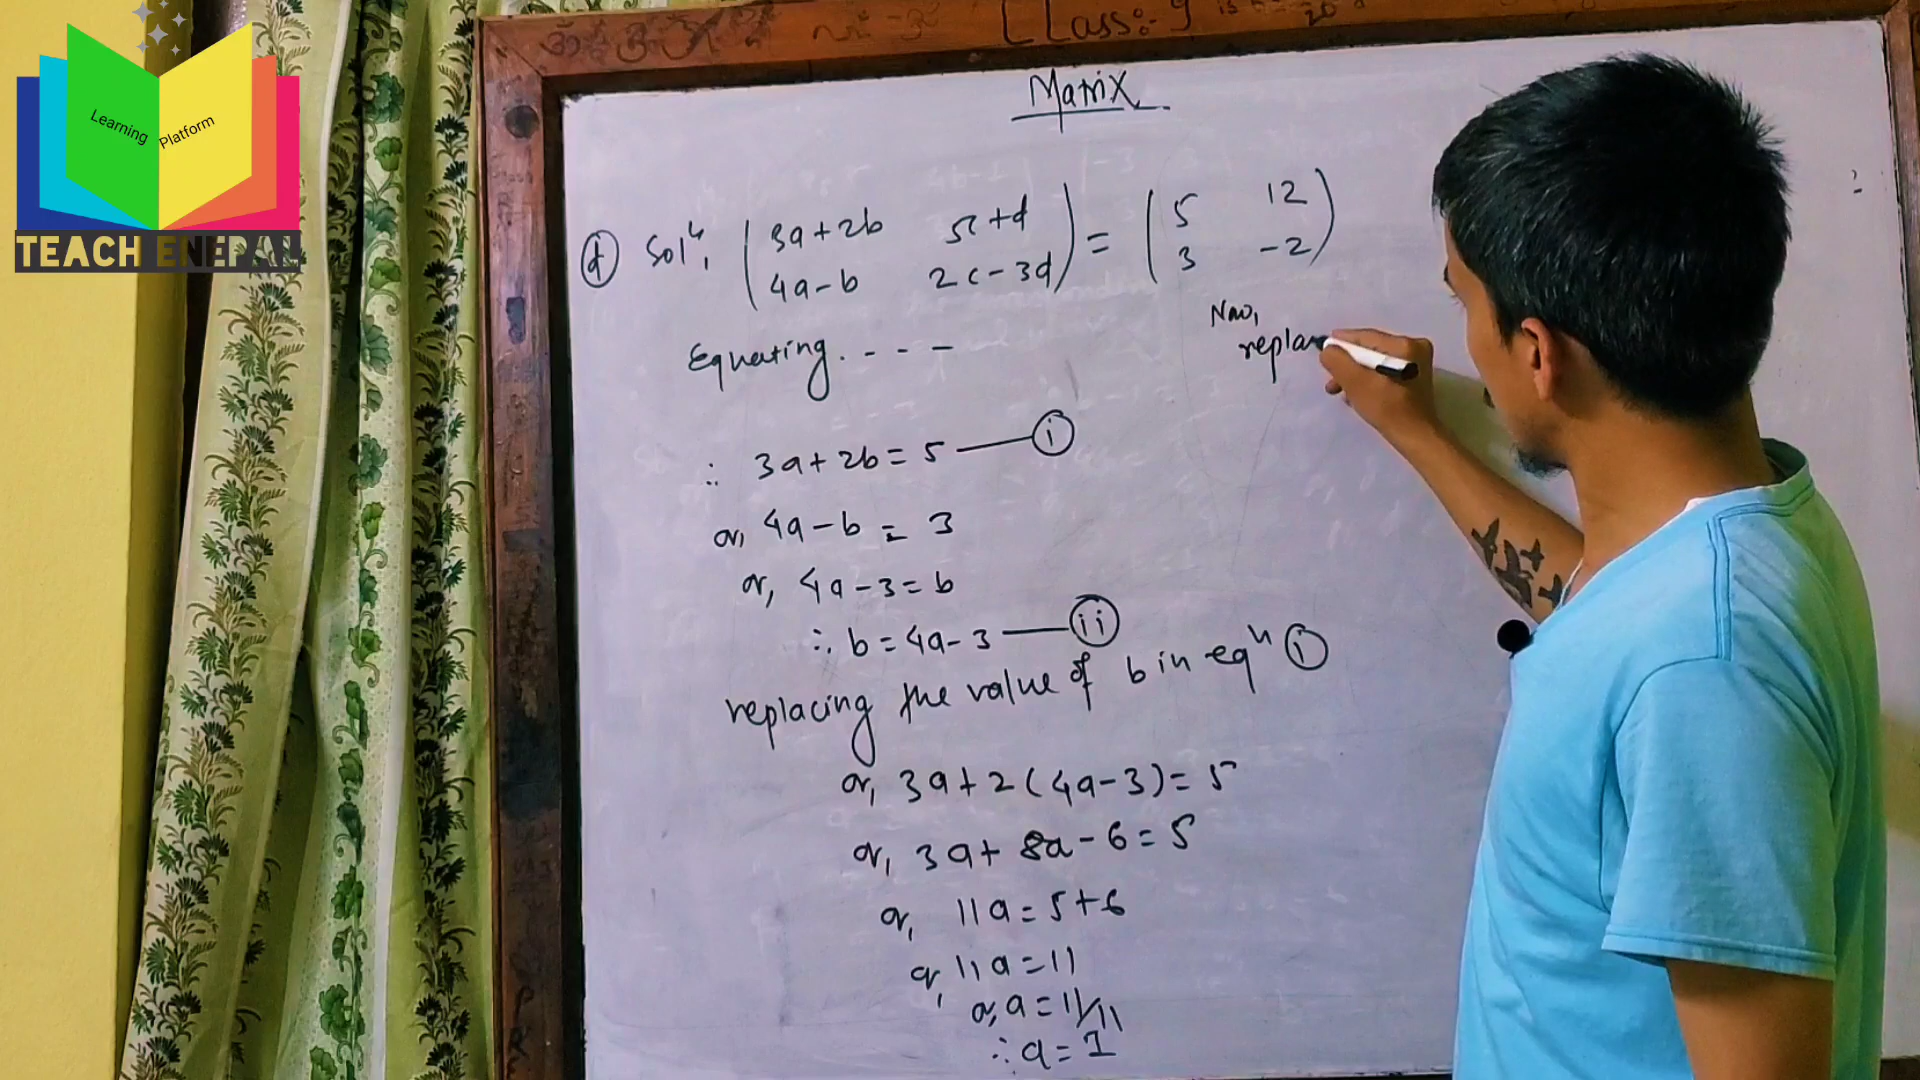 [Class:- 9
Learning Platform
TEACH ENEPAL
Matrix
(d) Solⁿ, (3a+2b 5c+d) = (5 12)
(4a-b 2c-3d) (3 -2)
Equating. - - -
∴ 3a+2b = 5 —— (i)
or, 4a-b = 3
or, 4a-3 = b
∴ b = 4a-3 —— (ii)
replacing the value of b in eqⁿ (i)
or, 3a+2(4a-3) = 5
or, 3a+8a-6 = 5
or, 11a = 5+6
or, 11a = 11
or, a = 11/11
∴ a = 1
Now,
replac